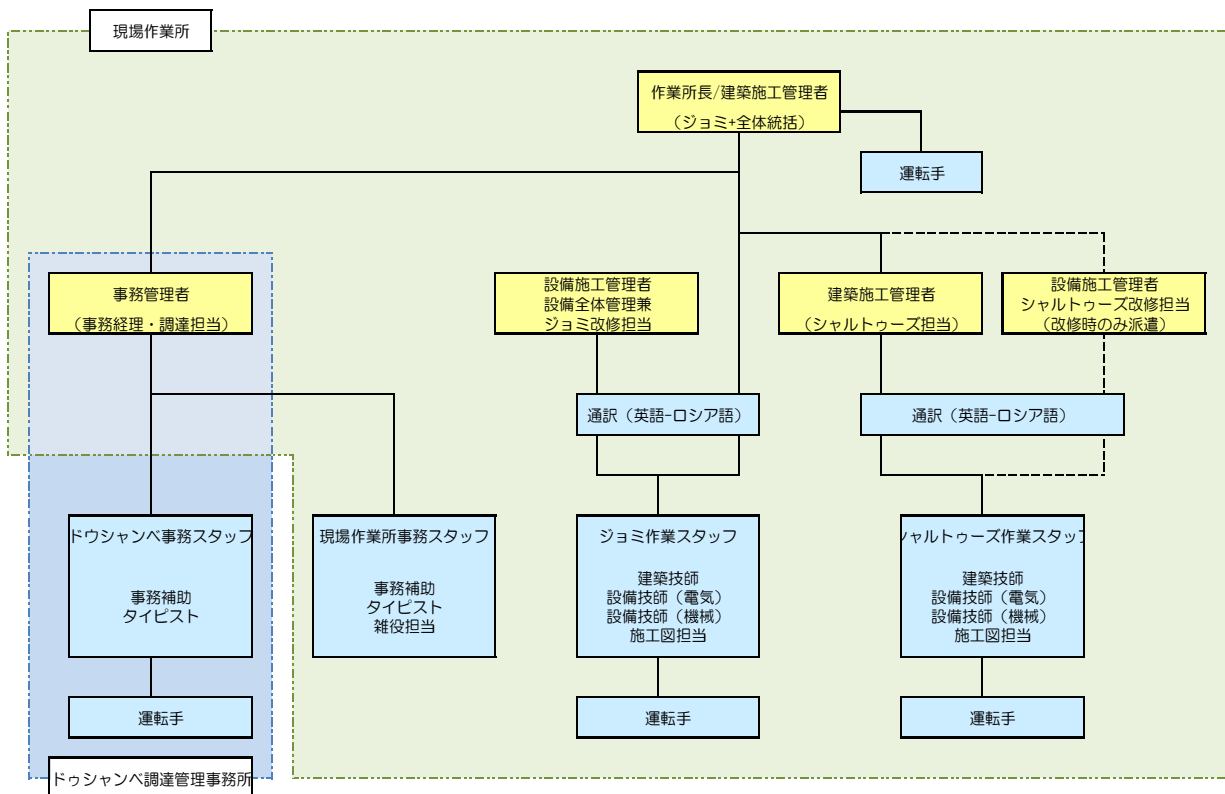 現場作業所
作業所長/建築施工管理者
（ジョミ+全体統括）
運転手
事務管理者
（事務経理・調達担当）
設備施工管理者
設備全体管理兼
ジョミ改修担当
建築施工管理者
（シャルトゥーズ担当）
設備施工管理者
シャルトゥーズ改修担当
（改修時のみ派遣）
通訳（英語-ロシア語）
通訳（英語-ロシア語）
ドウシャンベ事務スタッフ
事務補助
タイピスト
現場作業所事務スタッフ
事務補助
タイピスト
雑役担当
ジョミ作業スタッフ
建築技師
設備技師（電気）
設備技師（機械）
施工図担当
シャルトゥーズ作業スタッフ
建築技師
設備技師（電気）
設備技師（機械）
施工図担当
運転手
運転手
運転手
ドゥシャンベ調達管理事務所